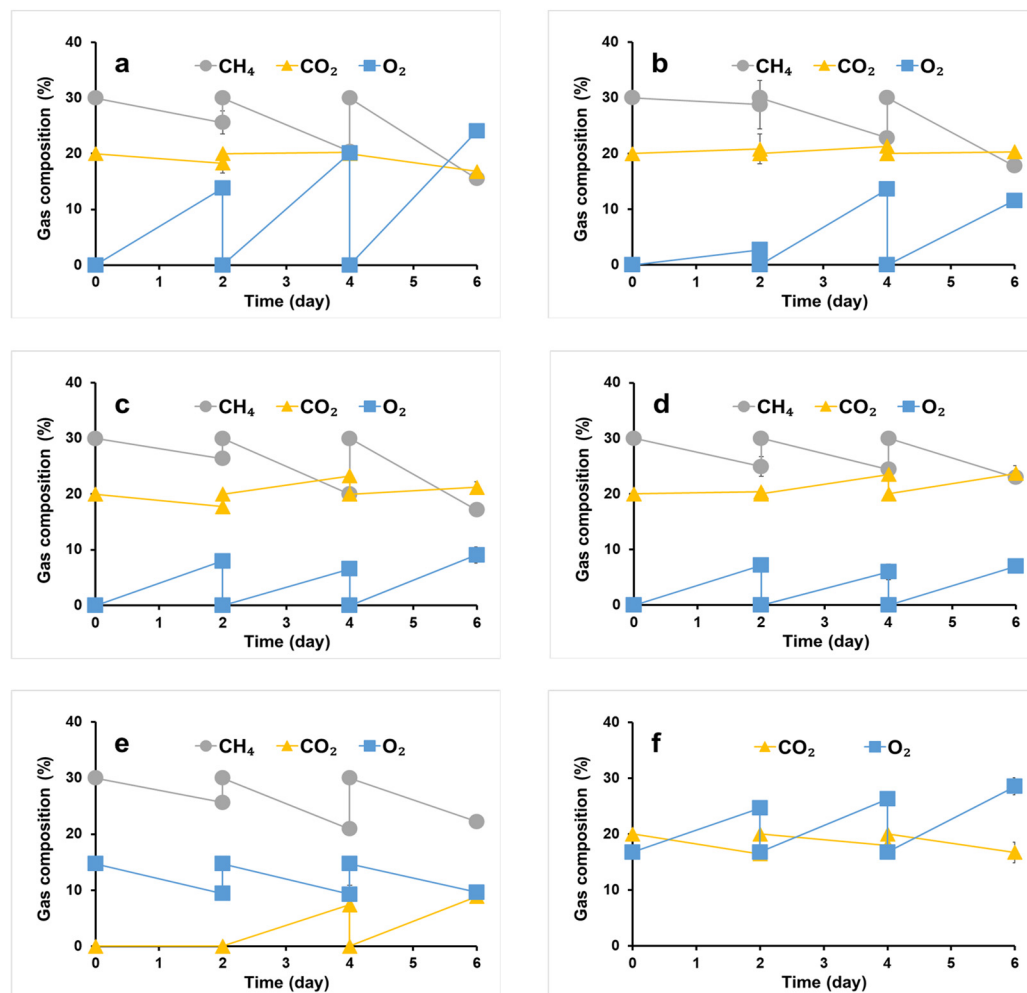 a CH₄ CO₂ O₂
40
30
20
10
0
Gas composition (%)
0 1 2 3 4 5 6
Time (day)
b CH₄ CO₂ O₂
40
30
20
10
0
Gas composition (%)
0 1 2 3 4 5 6
Time (day)
c CH₄ CO₂ O₂
40
30
20
10
0
Gas composition (%)
0 1 2 3 4 5 6
Time (day)
d CH₄ CO₂ O₂
40
30
20
10
0
Gas composition (%)
0 1 2 3 4 5 6
Time (day)
e CH₄ CO₂ O₂
40
30
20
10
0
Gas composition (%)
0 1 2 3 4 5 6
Time (day)
f CO₂ O₂
40
30
20
10
0
Gas composition (%)
0 1 2 3 4 5 6
Time (day)